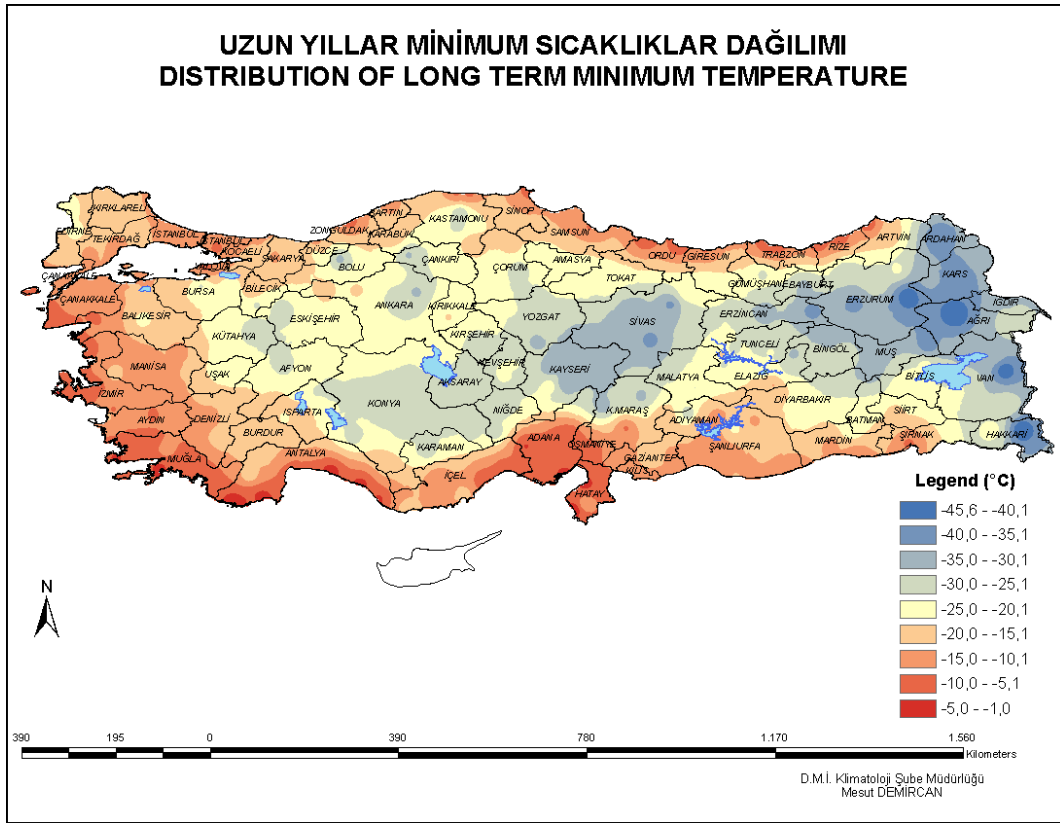 UZUN YILLAR MİNİMUM SICAKLIKLAR DAĞILIMI
DISTRIBUTION OF LONG TERM MINIMUM TEMPERATURE
KIRKLARELİ
EDİRNE
TEKİRDAĞ
İSTANBUL
İSTANBUL
KOCAELİ
SAKARYA
DÜZCE
ZONGULDAK
BARTIN
KARABÜK
KASTAMONU
SİNOP
SAMSUN
ORDU
GİRESUN
TRABZON
RİZE
ARTVİN
ARDAHAN
ÇANAKKALE
ÇANAKKALE
BALIKESİR
BURSA
BİLECİK
BOLU
ÇANKIRI
ÇORUM
AMASYA
TOKAT
GÜMÜŞHANE
BAYBURT
ERZURUM
KARS
IĞDIR
AĞRI
KÜTAHYA
ESKİŞEHİR
ANKARA
KIRIKKALE
KIRŞEHİR
YOZGAT
SİVAS
ERZİNCAN
TUNCELİ
BİNGÖL
MUŞ
MANİSA
UŞAK
AFYON
AKSARAY
NEVŞEHİR
KAYSERİ
MALATYA
ELAZIĞ
BİTLİS
VAN
İZMİR
AYDIN
DENİZLİ
ISPARTA
KONYA
NİĞDE
K.MARAŞ
ADIYAMAN
DİYARBAKIR
BATMAN
SİİRT
HAKKARİ
BURDUR
MUĞLA
ANTALYA
KARAMAN
İÇEL
ADANA
OSMANİYE
GAZİANTEP
KİLİS
ŞANLIURFA
MARDİN
ŞIRNAK
HATAY
Legend (°C)
-45,6 - -40,1
-40,0 - -35,1
-35,0 - -30,1
-30,0 - -25,1
-25,0 - -20,1
-20,0 - -15,1
-15,0 - -10,1
-10,0 - -5,1
-5,0 - -1,0
N
390 195 0 390 780 1.170 1.560
Kilometers
D.M.İ. Klimatoloji Şube Müdürlüğü
Mesut DEMİRCAN